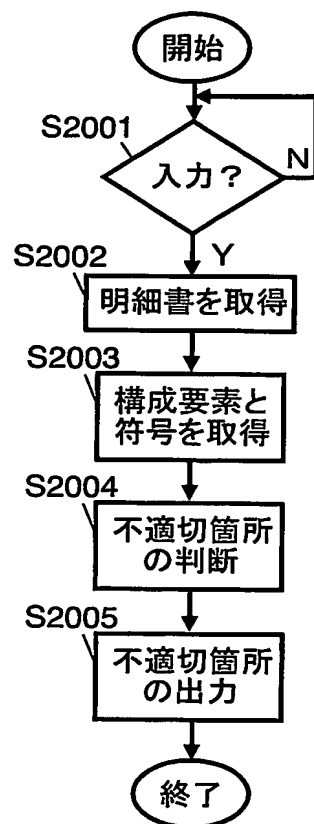 開始
S2001
入力?
N
Y
S2002
明細書を取得
S2003
構成要素と
符号を取得
S2004
不適切箇所
の判断
S2005
不適切箇所
の出力
終了